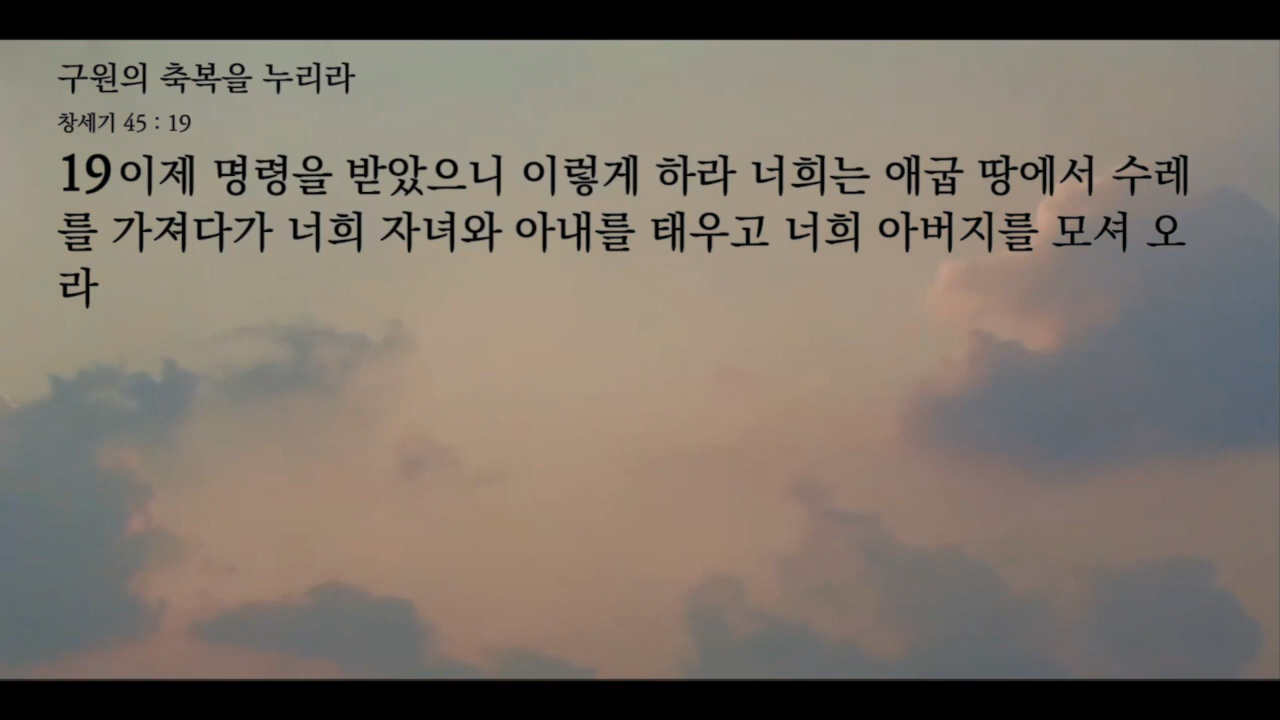 구원의 축복을 누리라
창세기 45 : 19
19이제 명령을 받았으니 이렇게 하라 너희는 애굽 땅에서 수레
를 가져다가 너희 자녀와 아내를 태우고 너희 아버지를 모셔 오
라